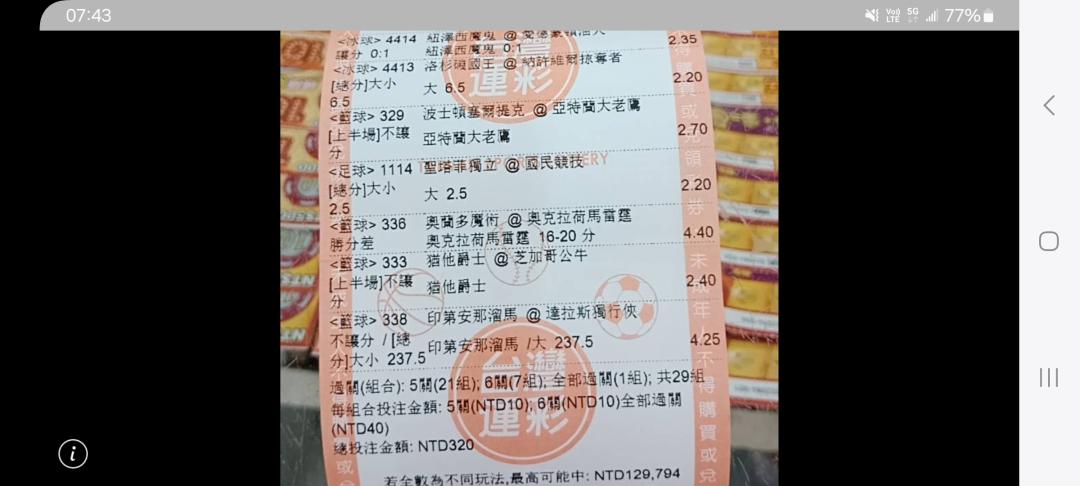 07:43
Vo)) LTE 5G 77%
<冰球> 4414 紐澤西魔鬼 @ 愛德蒙頓油人
讓分 0:1 紐澤西魔鬼 0:1 2.35
<冰球> 4413 洛杉磯國王 @ 納許維爾掠奪者
[總分]大小 大 6.5 2.20
6.5
<籃球> 329 波士頓塞爾提克 @ 亞特蘭大老鷹
[上半場]不讓 亞特蘭大老鷹 2.70
分
<足球> 1114 聖塔菲獨立 @ 國民競技
[總分]大小 大 2.5 2.20
2.5
<籃球> 336 奧蘭多魔術 @ 奧克拉荷馬雷霆
勝分差 奧克拉荷馬雷霆 16-20 分 4.40
<籃球> 333 猶他爵士 @ 芝加哥公牛
[上半場]不讓 猶他爵士 2.40
分
<籃球> 338 印第安那溜馬 @ 達拉斯獨行俠
不讓分 / [總 印第安那溜馬 /大 237.5 4.25
分]大小 237.5
過關(組合): 5關(21組); 6關(7組); 全部過關(1組); 共29組
每組合投注金額: 5關(NTD10); 6關(NTD10)全部過關
(NTD40)
總投注金額: NTD320
若全數為不同玩法,最高可能中: NTD129,794
台灣
運彩